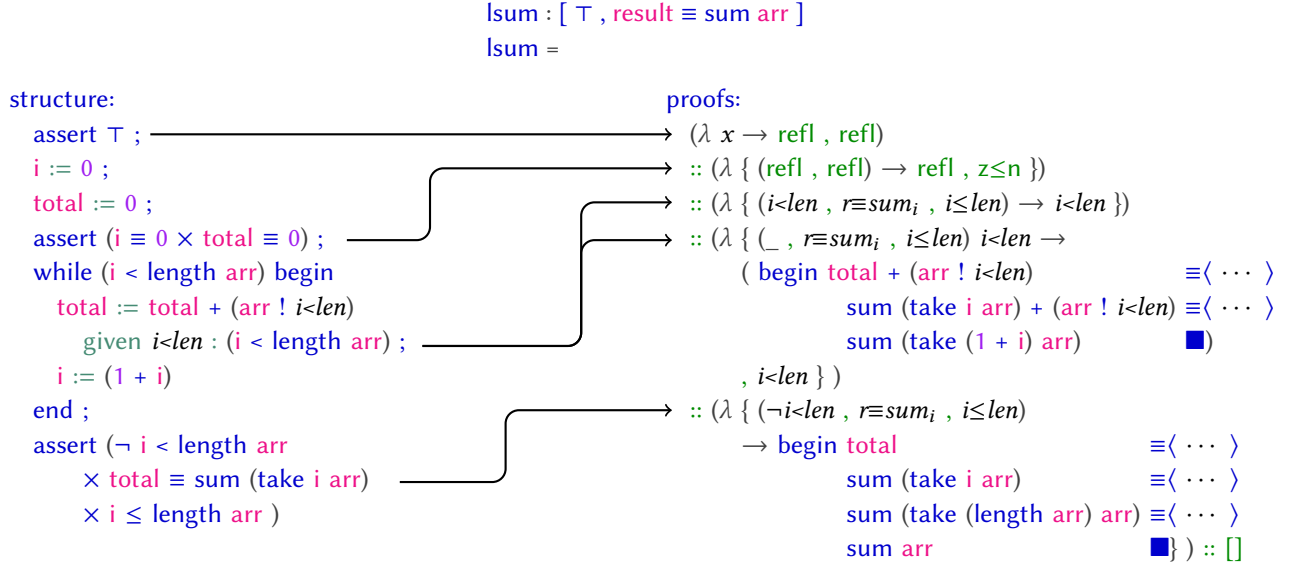 lsum : [ ⊤ , result ≡ sum arr ]
lsum =
structure:
assert ⊤ ;
i := 0 ;
total := 0 ;
assert (i ≡ 0 × total ≡ 0) ;
while (i < length arr) begin
total := total + (arr ! i<len)
given i<len : (i < length arr) ;
i := (1 + i)
end ;
assert (¬ i < length arr
× total ≡ sum (take i arr)
× i ≤ length arr )
proofs:
(λ x → refl , refl)
:: (λ { (refl , refl) → refl , z≤n })
:: (λ { (i<len , r≡sumᵢ , i≤len) → i<len })
:: (λ { (_ , r≡sumᵢ , i≤len) i<len →
( begin total + (arr ! i<len) ≡⟨ ⋯ ⟩
sum (take i arr) + (arr ! i<len) ≡⟨ ⋯ ⟩
sum (take (1 + i) arr) ■)
, i<len } )
:: (λ { (¬i<len , r≡sumᵢ , i≤len)
→ begin total ≡⟨ ⋯ ⟩
sum (take i arr) ≡⟨ ⋯ ⟩
sum (take (length arr) arr) ≡⟨ ⋯ ⟩
sum arr ■} ) :: []